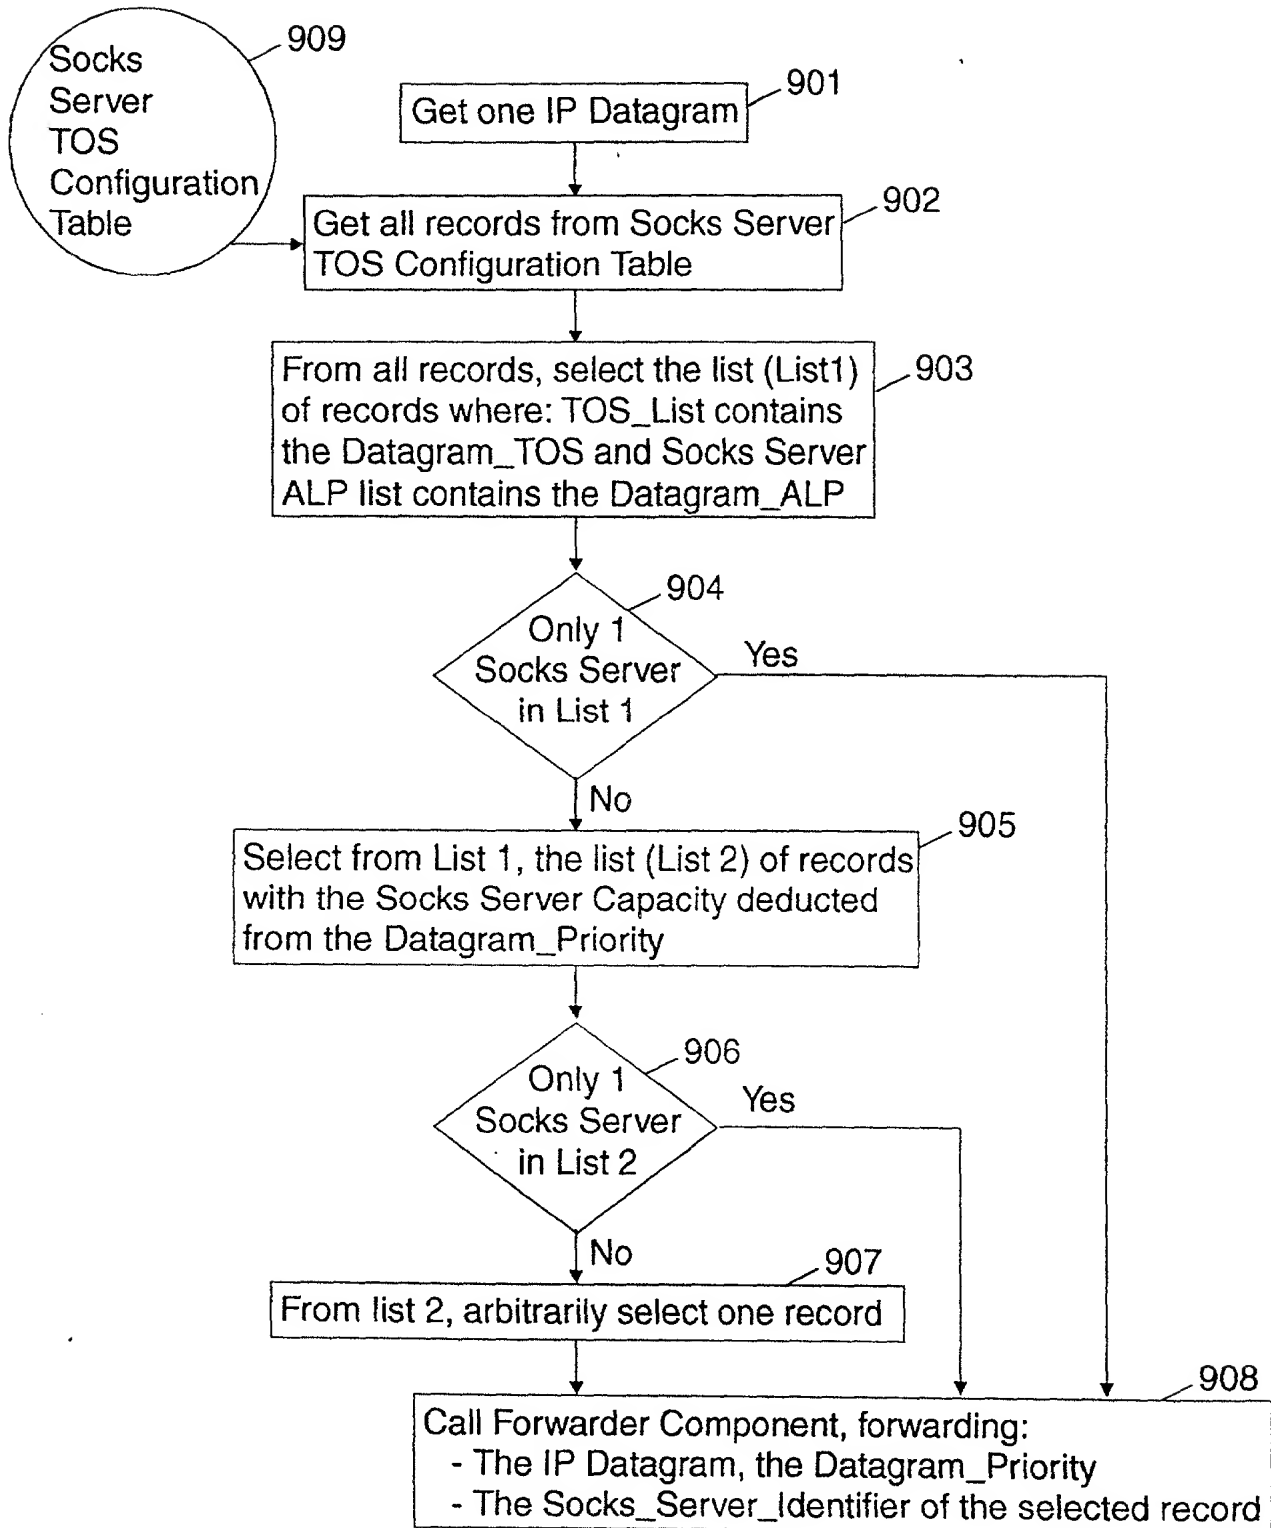 909
Socks
Server
TOS
Configuration
Table
901
Get one IP Datagram
902
Get all records from Socks Server
TOS Configuration Table
903
From all records, select the list (List1)
of records where: TOS_List contains
the Datagram_TOS and Socks Server
ALP list contains the Datagram_ALP
904
Only 1
Socks Server
in List 1
Yes
No
905
Select from List 1, the list (List 2) of records
with the Socks Server Capacity deducted
from the Datagram_Priority
906
Only 1
Socks Server
in List 2
Yes
No
907
From list 2, arbitrarily select one record
908
Call Forwarder Component, forwarding:
- The IP Datagram, the Datagram_Priority
- The Socks_Server_Identifier of the selected record